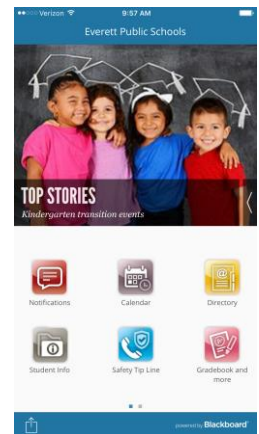 Verizon 9:57 AM
Everett Public Schools
TOP STORIES
Kindergarten transition events
Notifications
Calendar
Directory
Student Info
Safety Tip Line
Gradebook and
more
powered by Blackboard